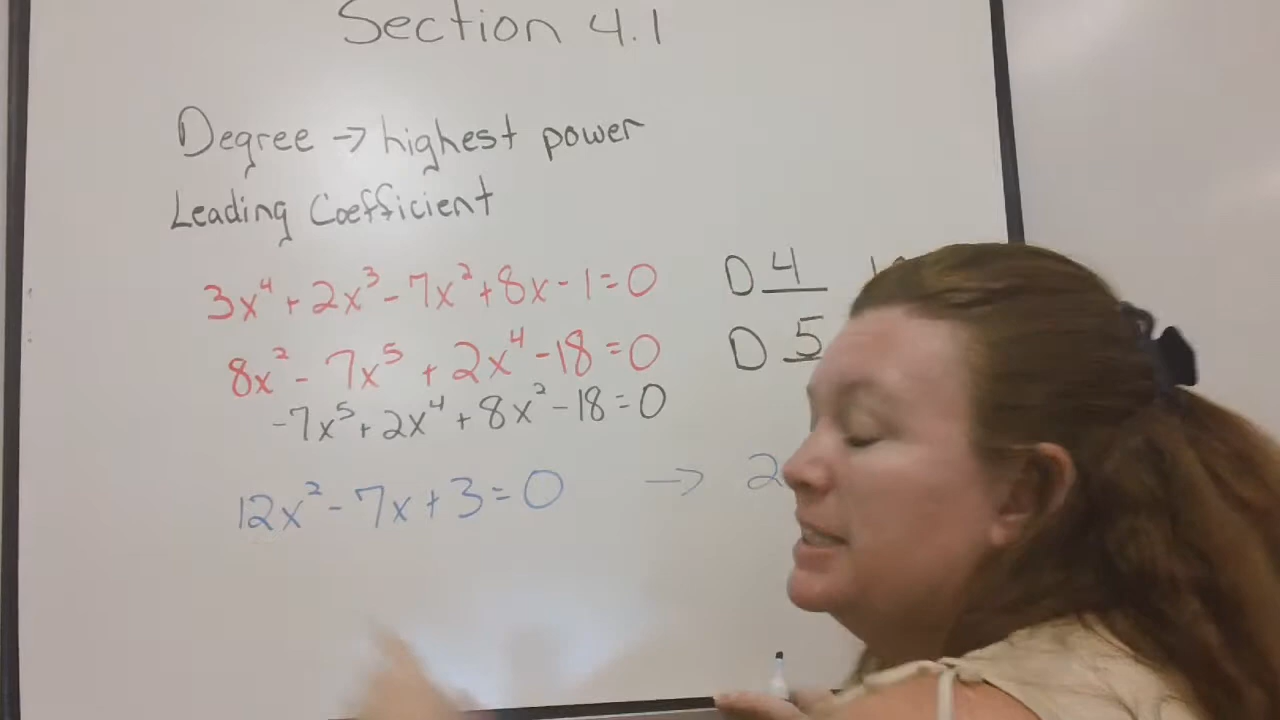 Section 4.1
Degree → highest power
Leading Coefficient
3x⁴ + 2x³ - 7x² + 8x - 1 = 0 D 4
8x² - 7x⁵ + 2x⁴ - 18 = 0 D 5
-7x⁵ + 2x⁴ + 8x² - 18 = 0
12x² - 7x + 3 = 0 → 2